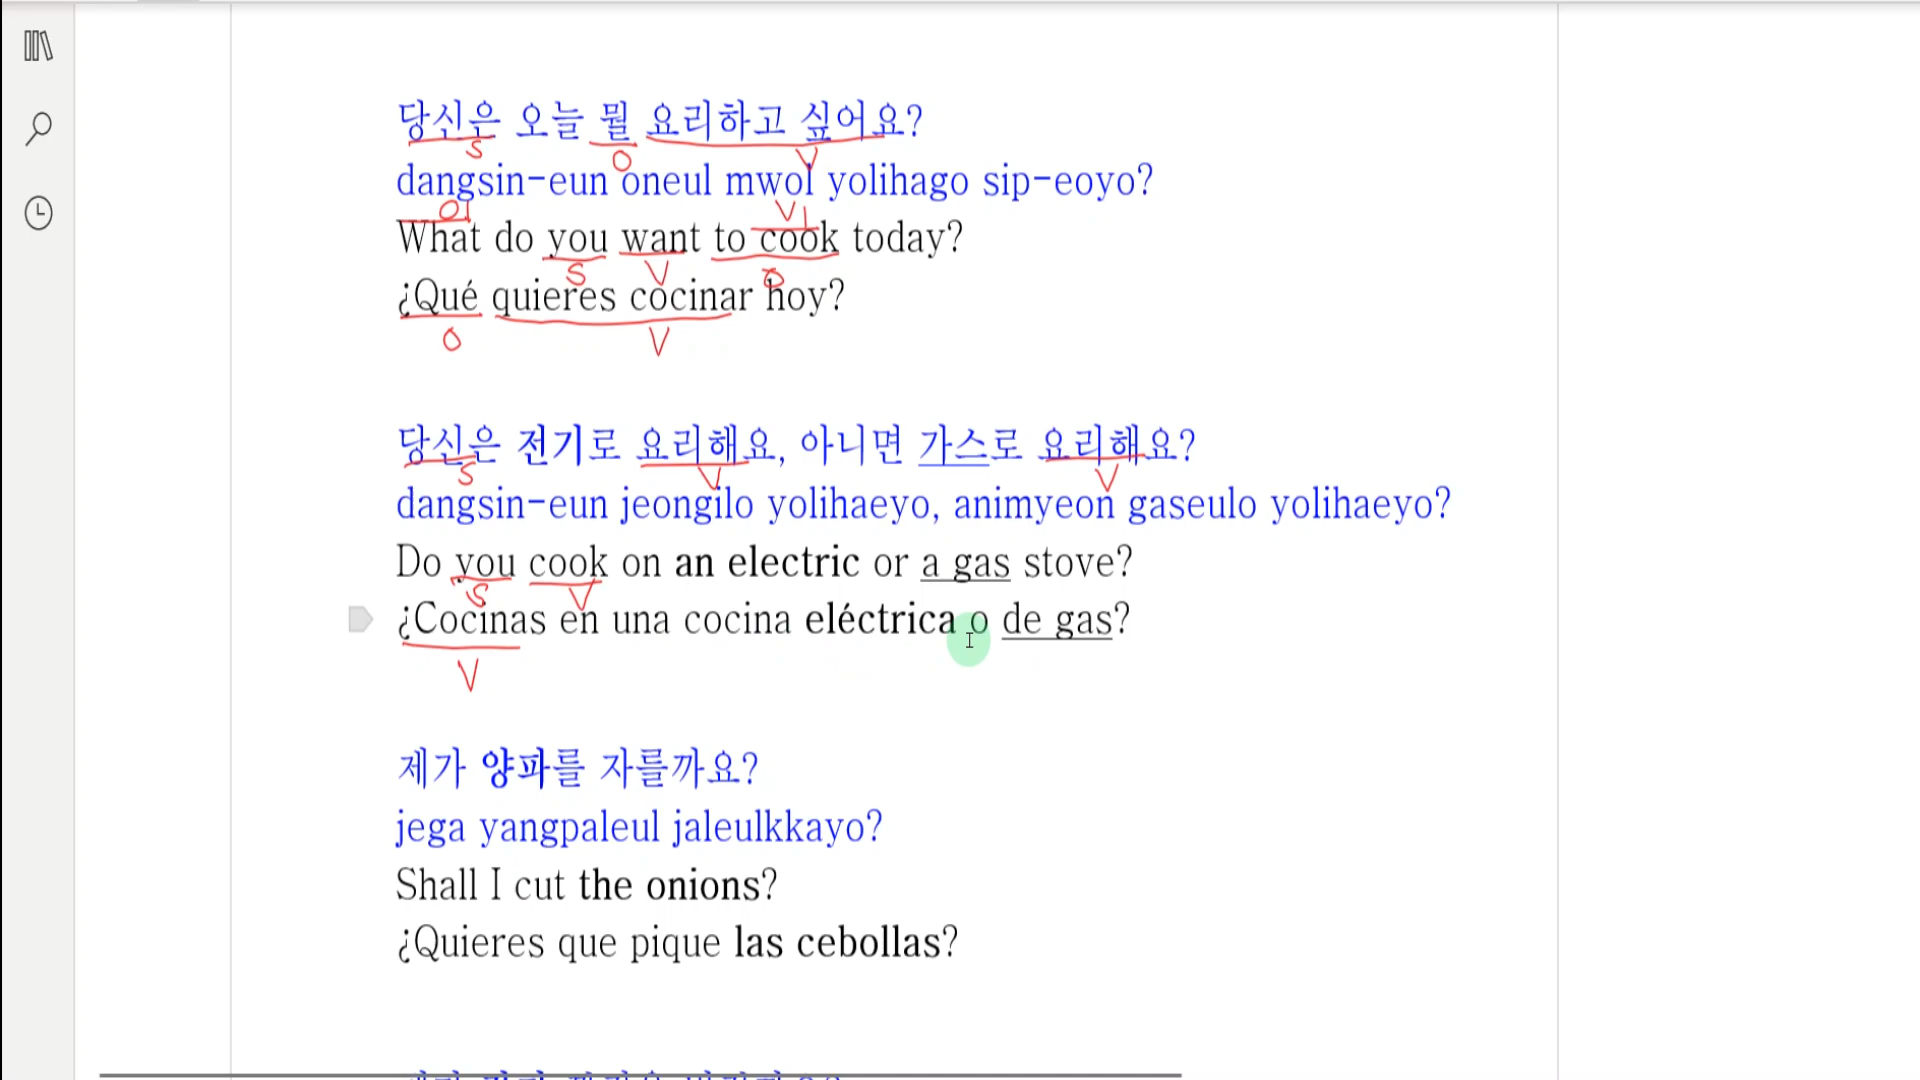 당신은 오늘 뭘 요리하고 싶어요?
S O V
dangsin-eun oneul mwol yolihago sip-eoyo?
O1 V1
What do you want to cook today?
S V O
¿Qué quieres cocinar hoy?
O V
당신은 전기로 요리해요, 아니면 가스로 요리해요?
S V V
dangsin-eun jeongilo yolihaeyo, animyeon gaseulo yolihaeyo?
Do you cook on an electric or a gas stove?
S V
¿Cocinas en una cocina eléctrica o de gas?
V
제가 양파를 자를까요?
jega yangpaleul jaleulkkayo?
Shall I cut the onions?
¿Quieres que pique las cebollas?